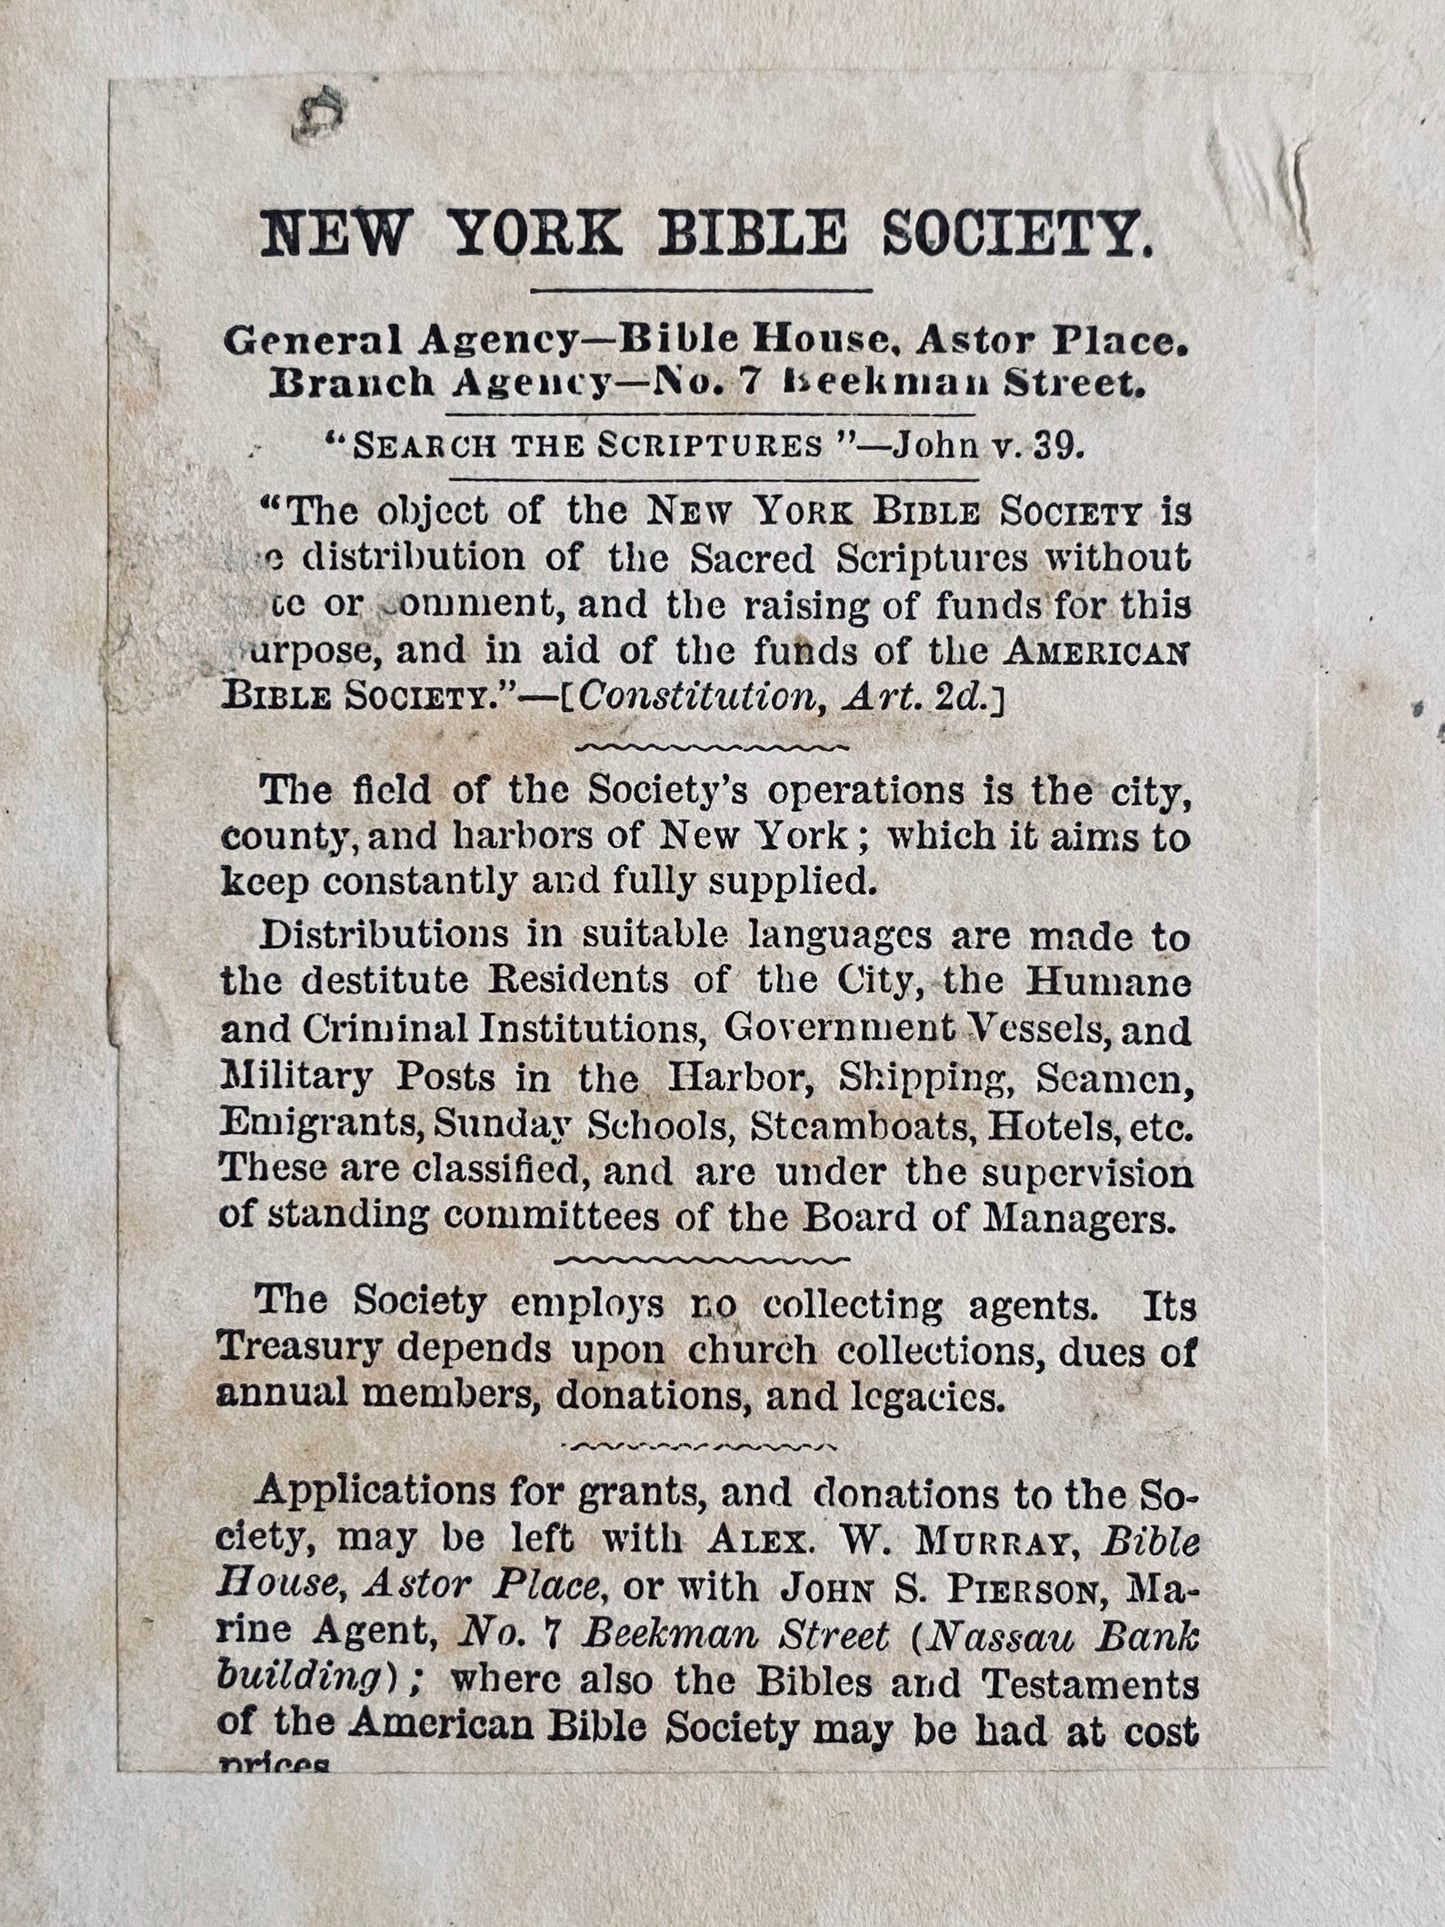 NEW YORK BIBLE SOCIETY.
General Agency—Bible House, Astor Place.
Branch Agency—No. 7 Beekman Street.
"SEARCH THE SCRIPTURES "—John v. 39.
"The object of the NEW YORK BIBLE SOCIETY is
distribution of the Sacred Scriptures without
or comment, and the raising of funds for this
purpose, and in aid of the funds of the AMERICAN
BIBLE SOCIETY."—[Constitution, Art. 2d.]
The field of the Society's operations is the city,
county, and harbors of New York; which it aims to
keep constantly and fully supplied.
Distributions in suitable languages are made to
the destitute Residents of the City, the Humane
and Criminal Institutions, Government Vessels, and
Military Posts in the Harbor, Shipping, Seamen,
Emigrants, Sunday Schools, Steamboats, Hotels, etc.
These are classified, and are under the supervision
of standing committees of the Board of Managers.
The Society employs no collecting agents. Its
Treasury depends upon church collections, dues of
annual members, donations, and legacies.
Applications for grants, and donations to the So-
ciety, may be left with ALEX. W. MURRAY, Bible
House, Astor Place, or with JOHN S. PIERSON, Ma-
rine Agent, No. 7 Beekman Street (Nassau Bank
building); where also the Bibles and Testaments
of the American Bible Society may be had at cost
prices